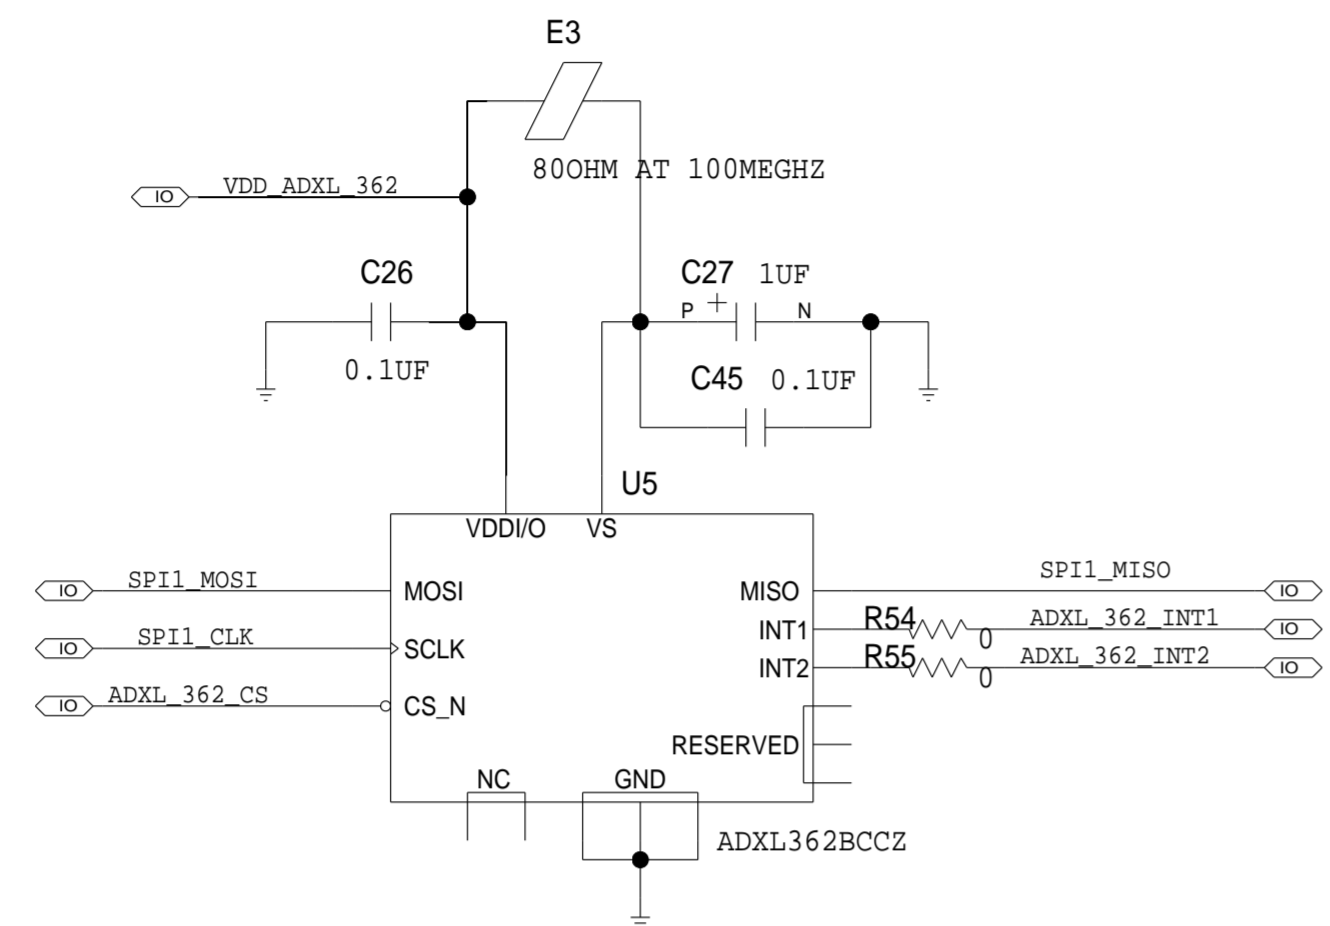 E3
80OHM AT 100MEGHZ
IO VDD_ADXL_362
C26
C27 1UF
P + N
0.1UF
C45 0.1UF
U5
VDDI/O VS
IO SPI1_MOSI MOSI
MISO SPI1_MISO IO
INT1 R54 0 ADXL_362_INT1 IO
IO SPI1_CLK SCLK
INT2 R55 0 ADXL_362_INT2 IO
IO ADXL_362_CS CS_N
RESERVED
NC GND
ADXL362BCCZ